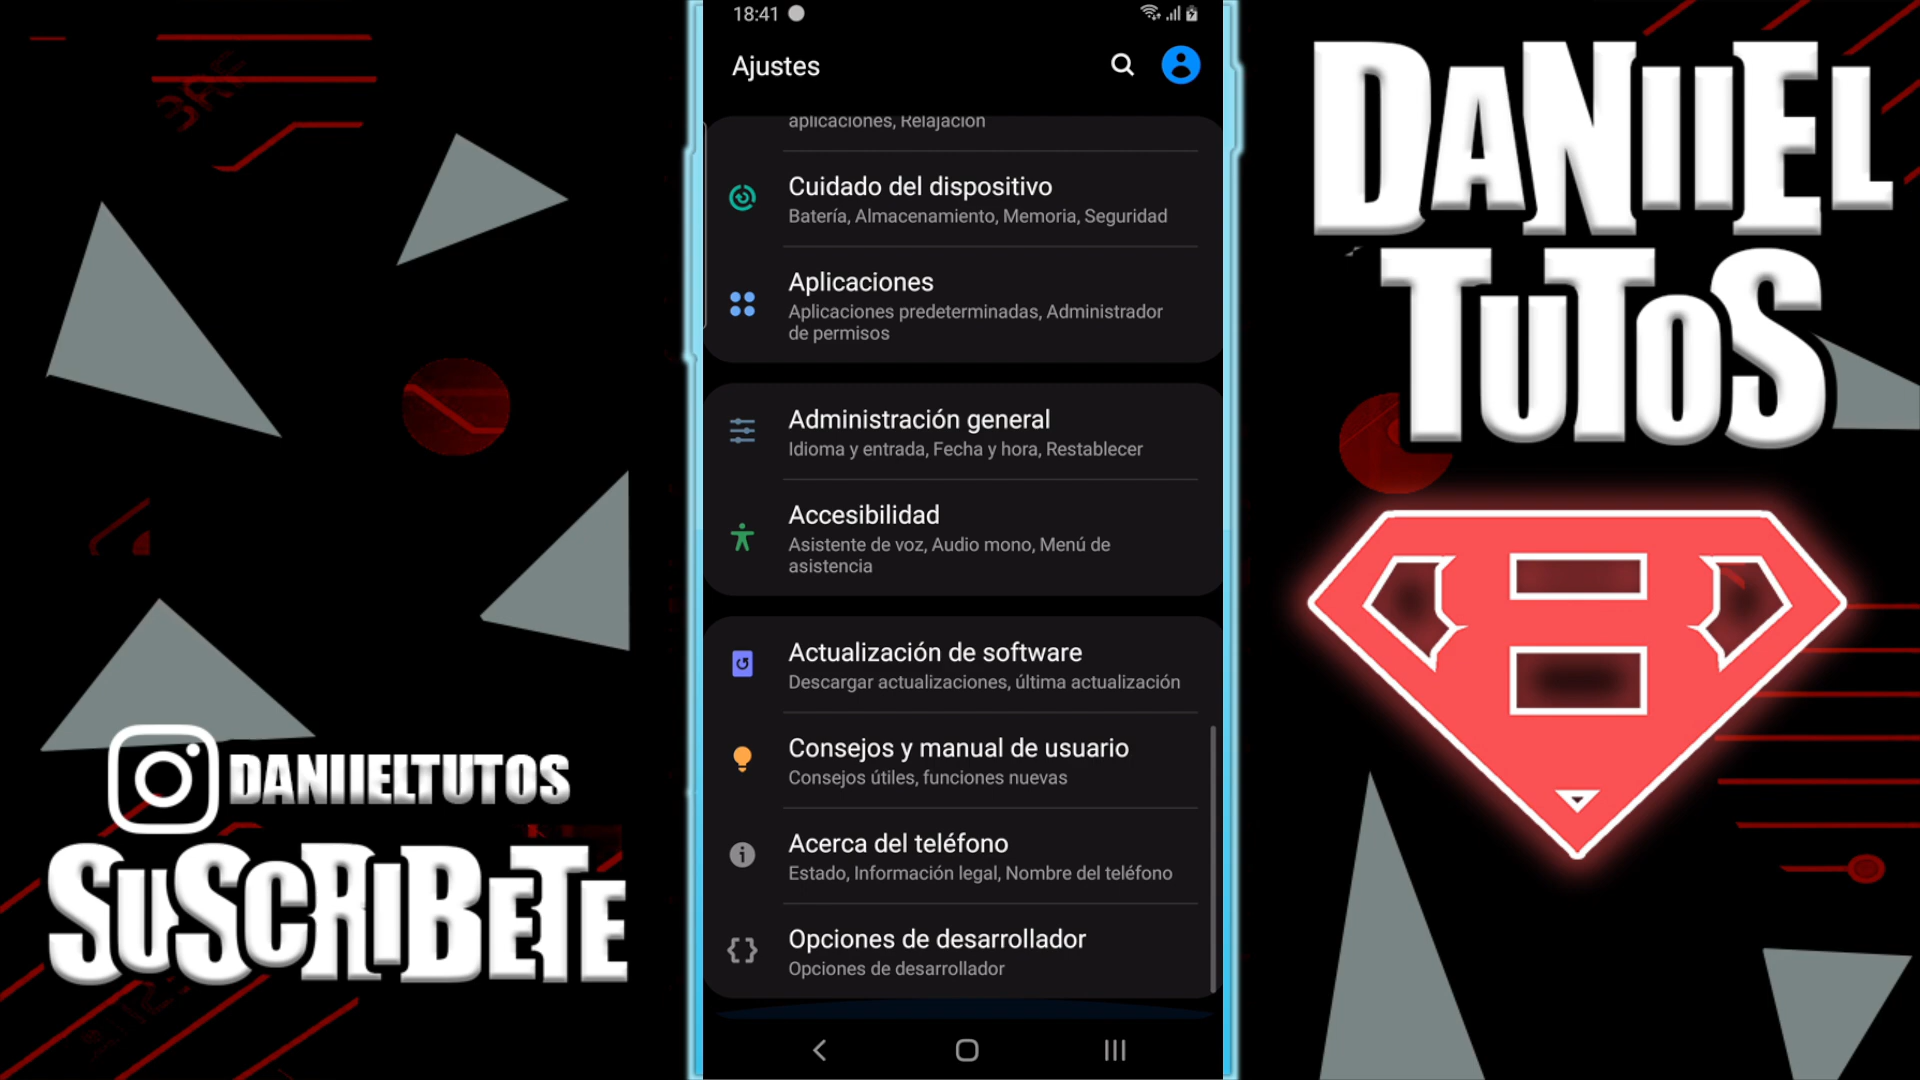 18:41
Ajustes
aplicaciones, Relajación
Cuidado del dispositivo
Batería, Almacenamiento, Memoria, Seguridad
Aplicaciones
Aplicaciones predeterminadas, Administrador
de permisos
Administración general
Idioma y entrada, Fecha y hora, Restablecer
Accesibilidad
Asistente de voz, Audio mono, Menú de
asistencia
Actualización de software
Descargar actualizaciones, última actualización
Consejos y manual de usuario
Consejos útiles, funciones nuevas
Acerca del teléfono
Estado, Información legal, Nombre del teléfono
Opciones de desarrollador
Opciones de desarrollador
DANIIEL
TUTOS
DANIIELTUTOS
SUSCRIBETE